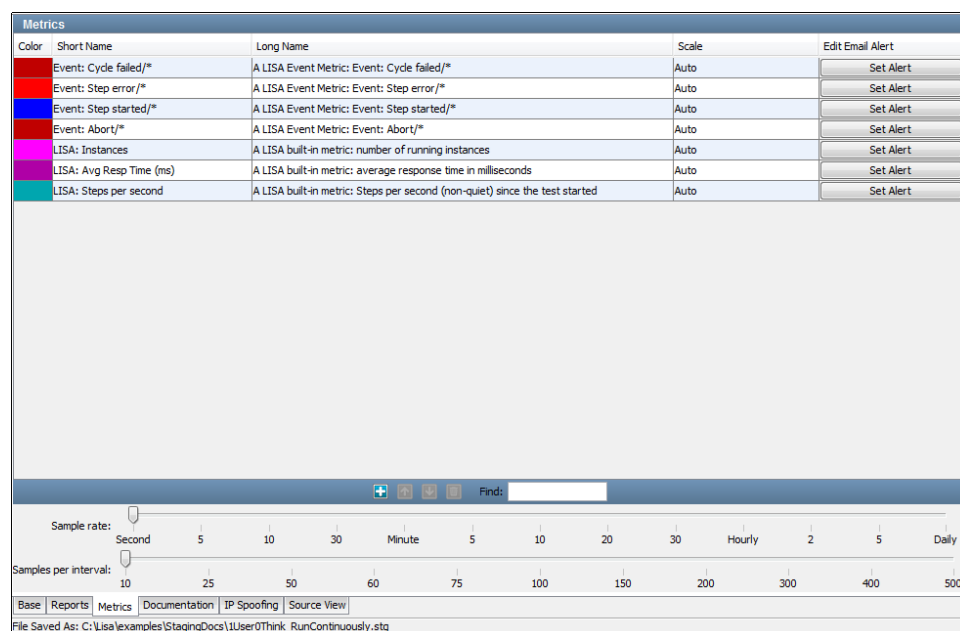 Metrics
Color Short Name Long Name Scale Edit Email Alert
Event: Cycle failed/* A LISA Event Metric: Event: Cycle failed/* Auto Set Alert
Event: Step error/* A LISA Event Metric: Event: Step error/* Auto Set Alert
Event: Step started/* A LISA Event Metric: Event: Step started/* Auto Set Alert
Event: Abort/* A LISA Event Metric: Event: Abort/* Auto Set Alert
LISA: Instances A LISA built-in metric: number of running instances Auto Set Alert
LISA: Avg Resp Time (ms) A LISA built-in metric: average response time in milliseconds Auto Set Alert
LISA: Steps per second A LISA built-in metric: Steps per second (non-quiet) since the test started Auto Set Alert
Find:
Sample rate:
Second 5 10 30 Minute 5 10 20 30 Hourly 2 5 Daily
Samples per interval:
10 25 50 60 75 100 150 200 300 400 500
Base Reports Metrics Documentation IP Spoofing Source View
File Saved As: C:\Lisa\examples\StagingDocs\1User0Think_RunContinuously.stg